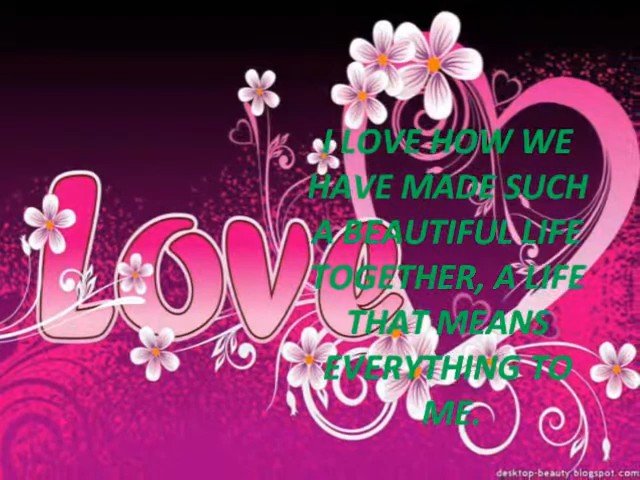 Love
I LOVE HOW WE
HAVE MADE SUCH
A BEAUTIFUL LIFE
TOGETHER, A LIFE
THAT MEANS
EVERYTHING TO
ME.
desktop-beauty.blogspot.com